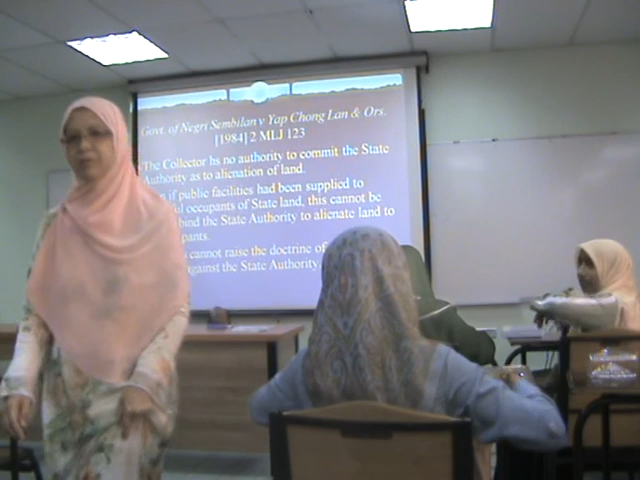 Govt. of Negri Sembilan v Yap Chong Lan & Ors.
[1984] 2 MLJ 123
The Collector hs no authority to commit the State
Authority as to alienation of land.
if public facilities had been supplied to
occupants of State land, this cannot be
bind the State Authority to alienate land to
cannot raise the doctrine of
against the State Authority.